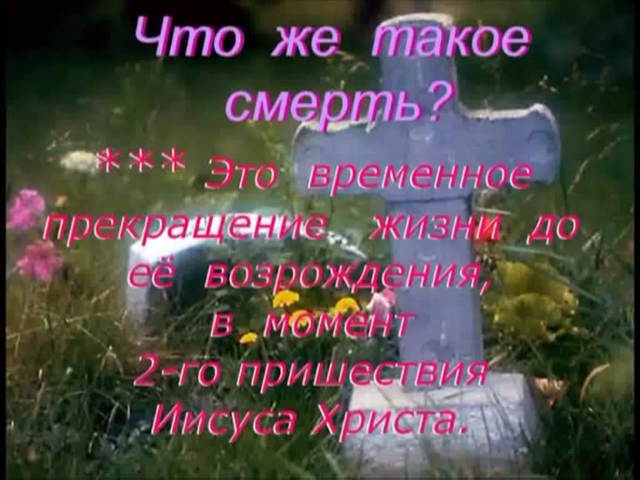 Что же такое
смерть?
*** Это временное
прекращение жизни до
её возрождения,
в момент
2-го пришествия
Иисуса Христа.